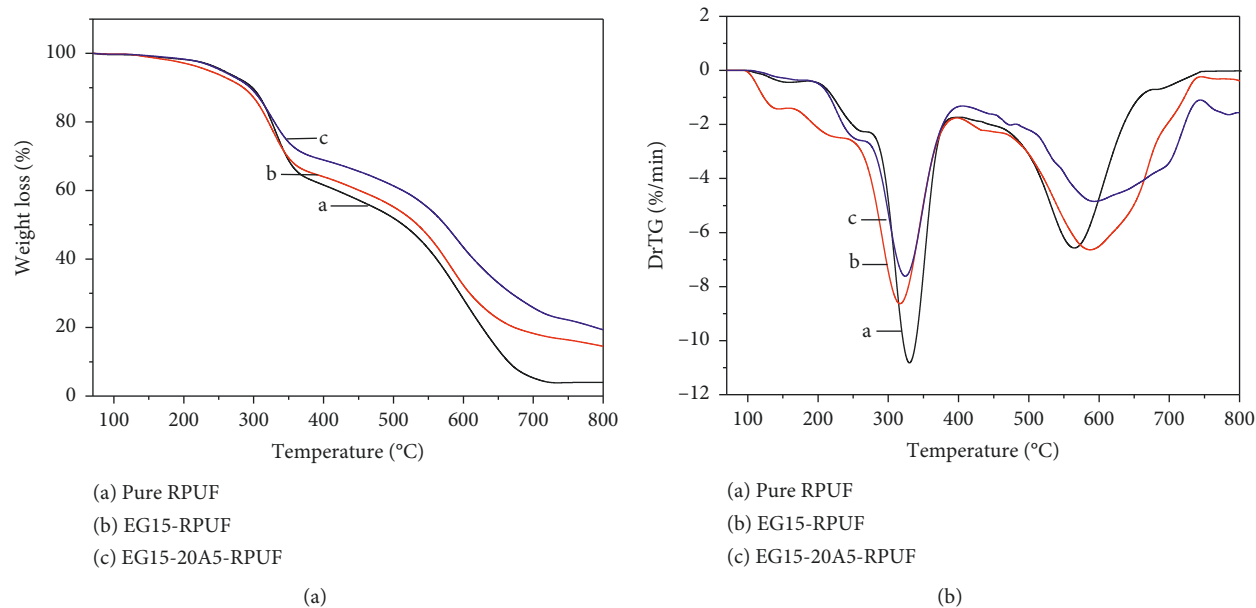 100
80
60
40
20
0
Weight loss (%)
c
b
a
100 200 300 400 500 600 700 800
Temperature (°C)
(a) Pure RPUF
(b) EG15-RPUF
(c) EG15-20A5-RPUF
(a)
2
0
−2
−4
−6
−8
−10
−12
DrTG (%/min)
c
b
a
100 200 300 400 500 600 700 800
Temperature (°C)
(a) Pure RPUF
(b) EG15-RPUF
(c) EG15-20A5-RPUF
(b)